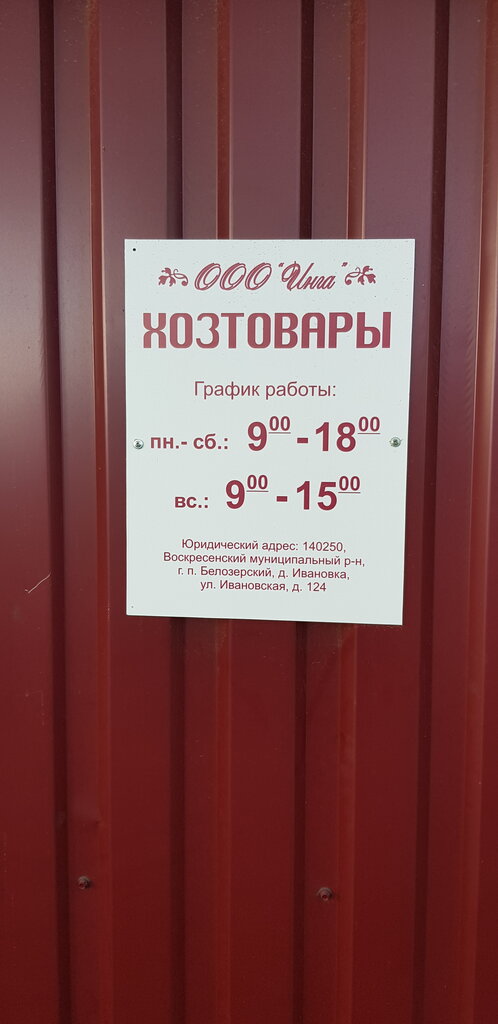 ООО "Инга"
ХОЗТОВАРЫ
График работы:
пн.- сб.: 9⁰⁰ - 18⁰⁰
вс.: 9⁰⁰ - 15⁰⁰
Юридический адрес: 140250,
Воскресенский муниципальный р-н,
г. п. Белозерский, д. Ивановка,
ул. Ивановская, д. 124